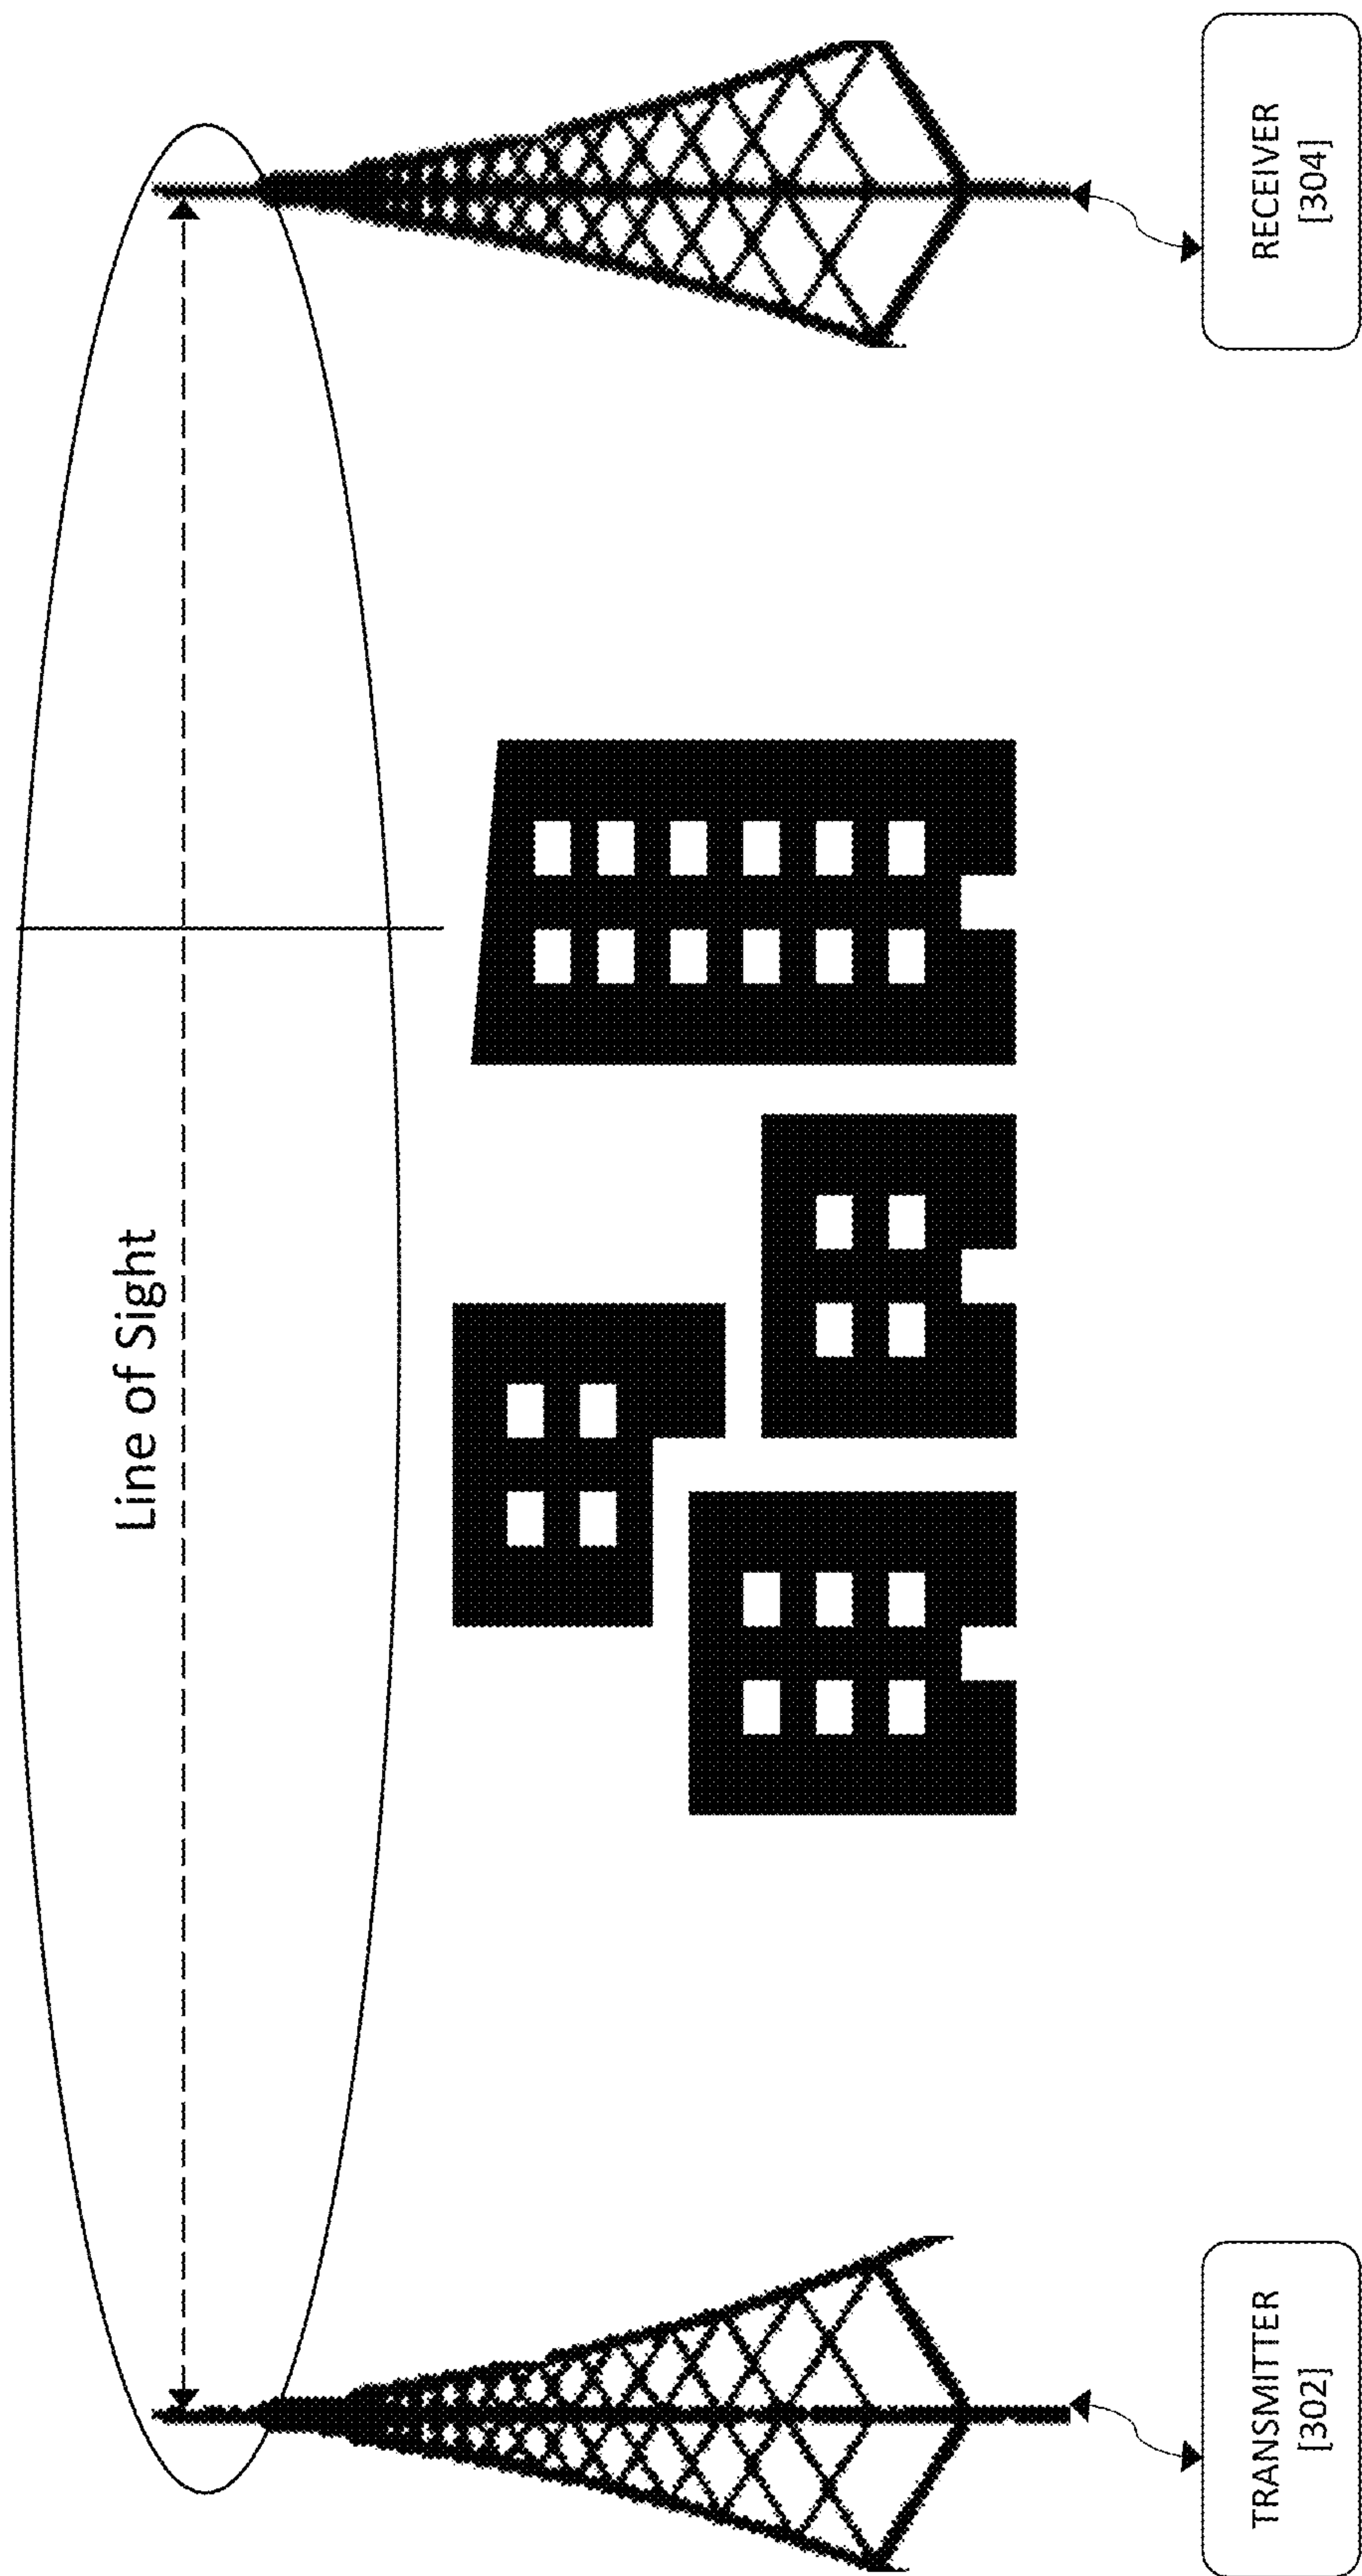 Line of Sight
TRANSMITTER
[302]
RECEIVER
[304]